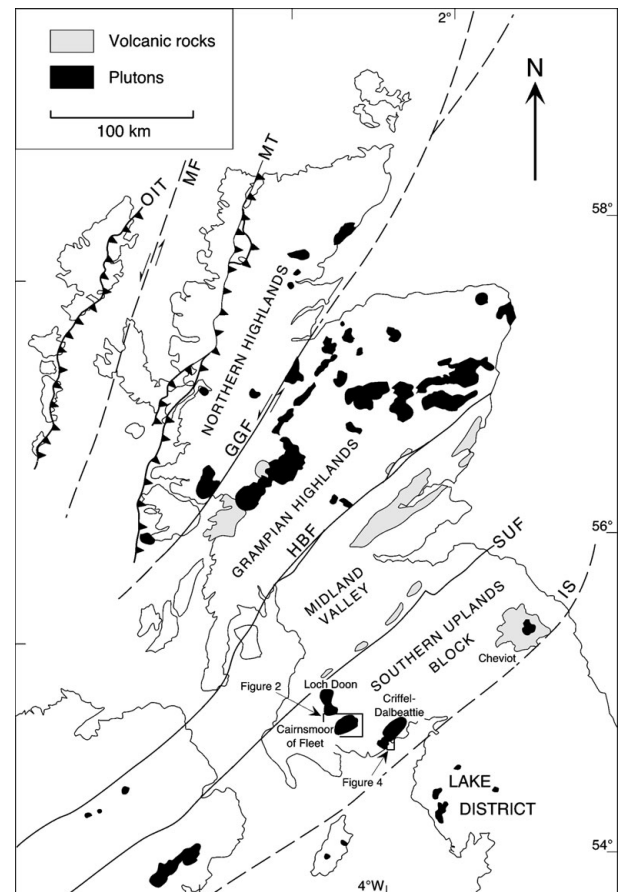 Volcanic rocks
Plutons
100 km
2°
N
58°
OIT
MF
MT
NORTHERN HIGHLANDS
GGF
GRAMPIAN HIGHLANDS
HBF
56°
MIDLAND
VALLEY
SUF
IS
SOUTHERN UPLANDS
BLOCK
Cheviot
Figure 2
Loch Doon
Criffel-
Dalbeattie
Cairnsmoor
of Fleet
Figure 4
LAKE
DISTRICT
54°
4°W